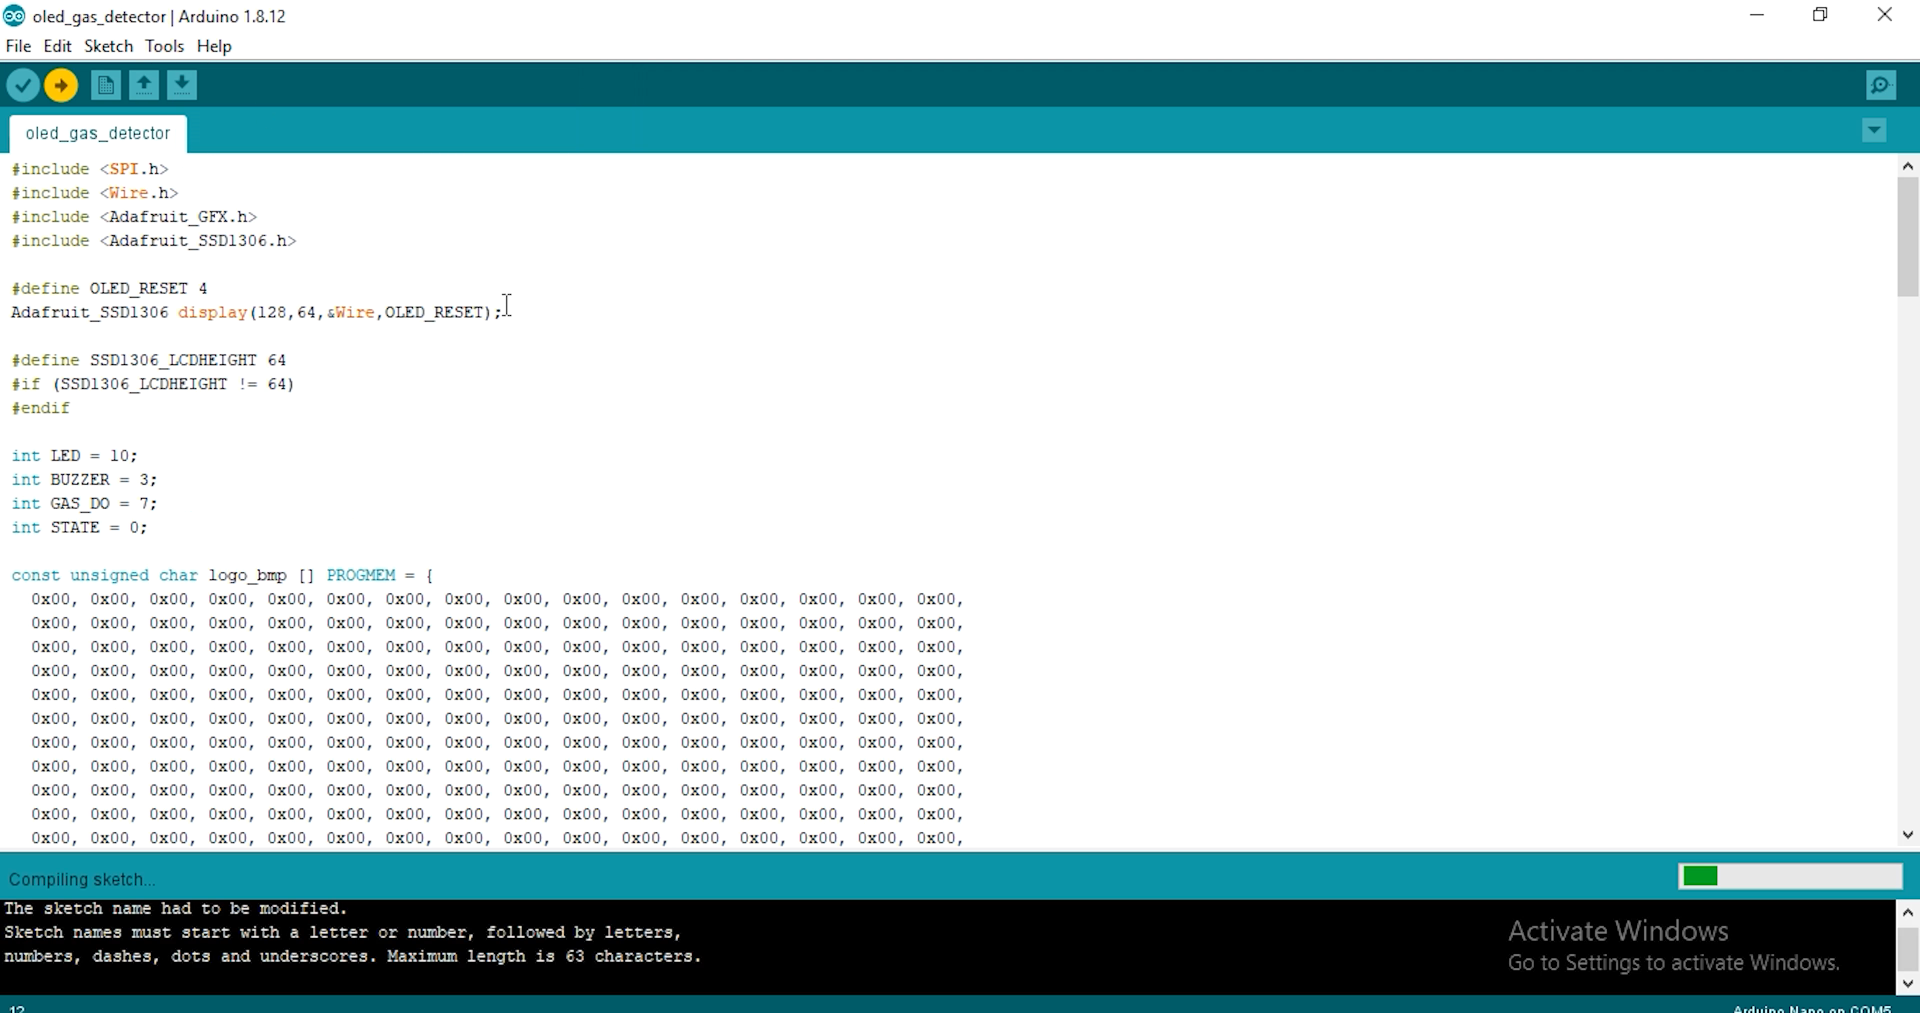 oled_gas_detector | Arduino 1.8.12
File Edit Sketch Tools Help
oled_gas_detector
#include <SPI.h>
#include <Wire.h>
#include <Adafruit_GFX.h>
#include <Adafruit_SSD1306.h>
#define OLED_RESET 4
Adafruit_SSD1306 display(128,64,&Wire,OLED_RESET);
#define SSD1306_LCDHEIGHT 64
#if (SSD1306_LCDHEIGHT != 64)
#endif
int LED = 10;
int BUZZER = 3;
int GAS_DO = 7;
int STATE = 0;
const unsigned char logo_bmp [] PROGMEM = {
0x00, 0x00, 0x00, 0x00, 0x00, 0x00, 0x00, 0x00, 0x00, 0x00, 0x00, 0x00, 0x00, 0x00, 0x00, 0x00,
0x00, 0x00, 0x00, 0x00, 0x00, 0x00, 0x00, 0x00, 0x00, 0x00, 0x00, 0x00, 0x00, 0x00, 0x00, 0x00,
0x00, 0x00, 0x00, 0x00, 0x00, 0x00, 0x00, 0x00, 0x00, 0x00, 0x00, 0x00, 0x00, 0x00, 0x00, 0x00,
0x00, 0x00, 0x00, 0x00, 0x00, 0x00, 0x00, 0x00, 0x00, 0x00, 0x00, 0x00, 0x00, 0x00, 0x00, 0x00,
0x00, 0x00, 0x00, 0x00, 0x00, 0x00, 0x00, 0x00, 0x00, 0x00, 0x00, 0x00, 0x00, 0x00, 0x00, 0x00,
0x00, 0x00, 0x00, 0x00, 0x00, 0x00, 0x00, 0x00, 0x00, 0x00, 0x00, 0x00, 0x00, 0x00, 0x00, 0x00,
0x00, 0x00, 0x00, 0x00, 0x00, 0x00, 0x00, 0x00, 0x00, 0x00, 0x00, 0x00, 0x00, 0x00, 0x00, 0x00,
0x00, 0x00, 0x00, 0x00, 0x00, 0x00, 0x00, 0x00, 0x00, 0x00, 0x00, 0x00, 0x00, 0x00, 0x00, 0x00,
0x00, 0x00, 0x00, 0x00, 0x00, 0x00, 0x00, 0x00, 0x00, 0x00, 0x00, 0x00, 0x00, 0x00, 0x00, 0x00,
0x00, 0x00, 0x00, 0x00, 0x00, 0x00, 0x00, 0x00, 0x00, 0x00, 0x00, 0x00, 0x00, 0x00, 0x00, 0x00,
0x00, 0x00, 0x00, 0x00, 0x00, 0x00, 0x00, 0x00, 0x00, 0x00, 0x00, 0x00, 0x00, 0x00, 0x00, 0x00,
Compiling sketch...
The sketch name had to be modified.
Sketch names must start with a letter or number, followed by letters,
numbers, dashes, dots and underscores. Maximum length is 63 characters.
Activate Windows
Go to Settings to activate Windows.
12
Arduino Nano on COM5